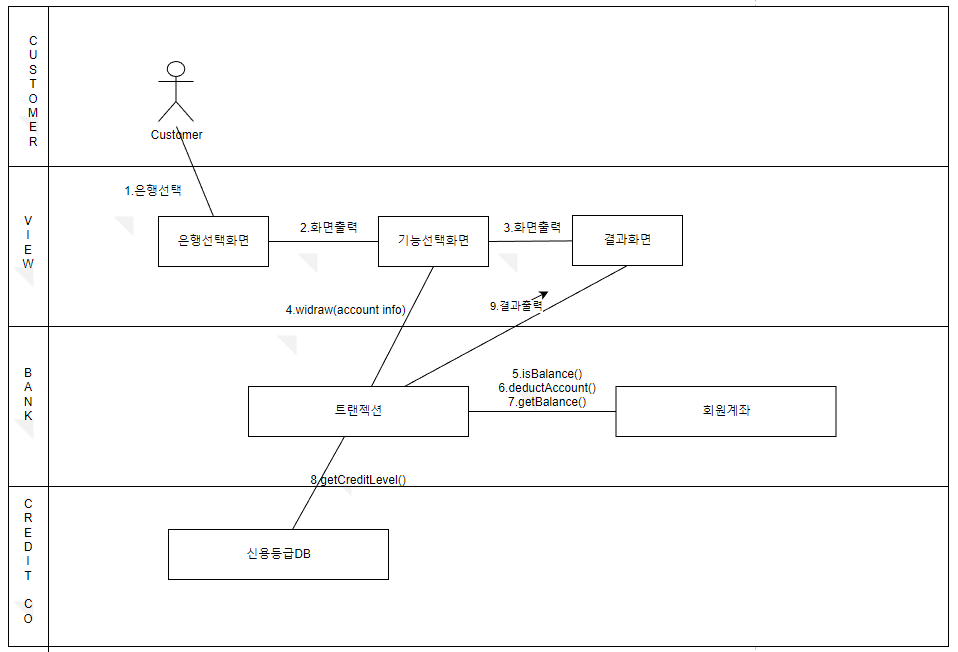 CUSTOMER
Customer
VIEW
1.은행선택
은행선택화면
2.화면출력
기능선택화면
3.화면출력
결과화면
4.widraw(account info)
9.결과출력
BANK
트랜젝션
5.isBalance()
6.deductAccount()
7.getBalance()
회원계좌
8.getCreditLevel()
CREDIT CO
신용등급DB